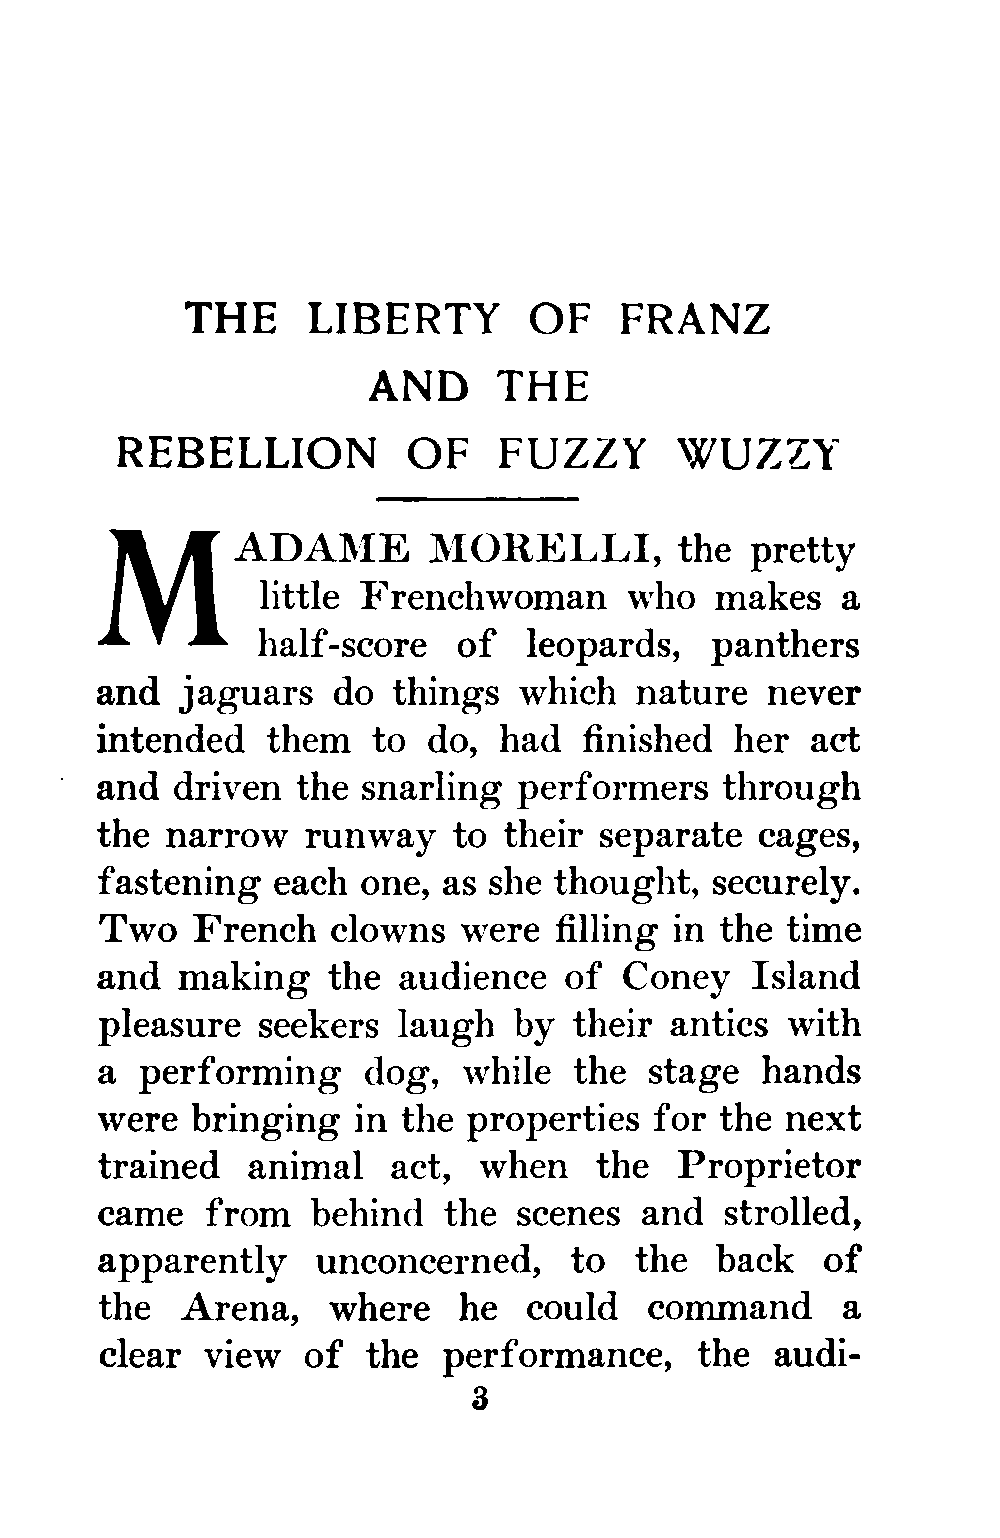 THE LIBERTY OF FRANZ
AND THE
REBELLION OF FUZZY WUZZY
MADAME MORELLI, the pretty
little Frenchwoman who makes a
half-score of leopards, panthers
and jaguars do things which nature never
intended them to do, had finished her act
and driven the snarling performers through
the narrow runway to their separate cages,
fastening each one, as she thought, securely.
Two French clowns were filling in the time
and making the audience of Coney Island
pleasure seekers laugh by their antics with
a performing dog, while the stage hands
were bringing in the properties for the next
trained animal act, when the Proprietor
came from behind the scenes and strolled,
apparently unconcerned, to the back of
the Arena, where he could command a
clear view of the performance, the audi-
3